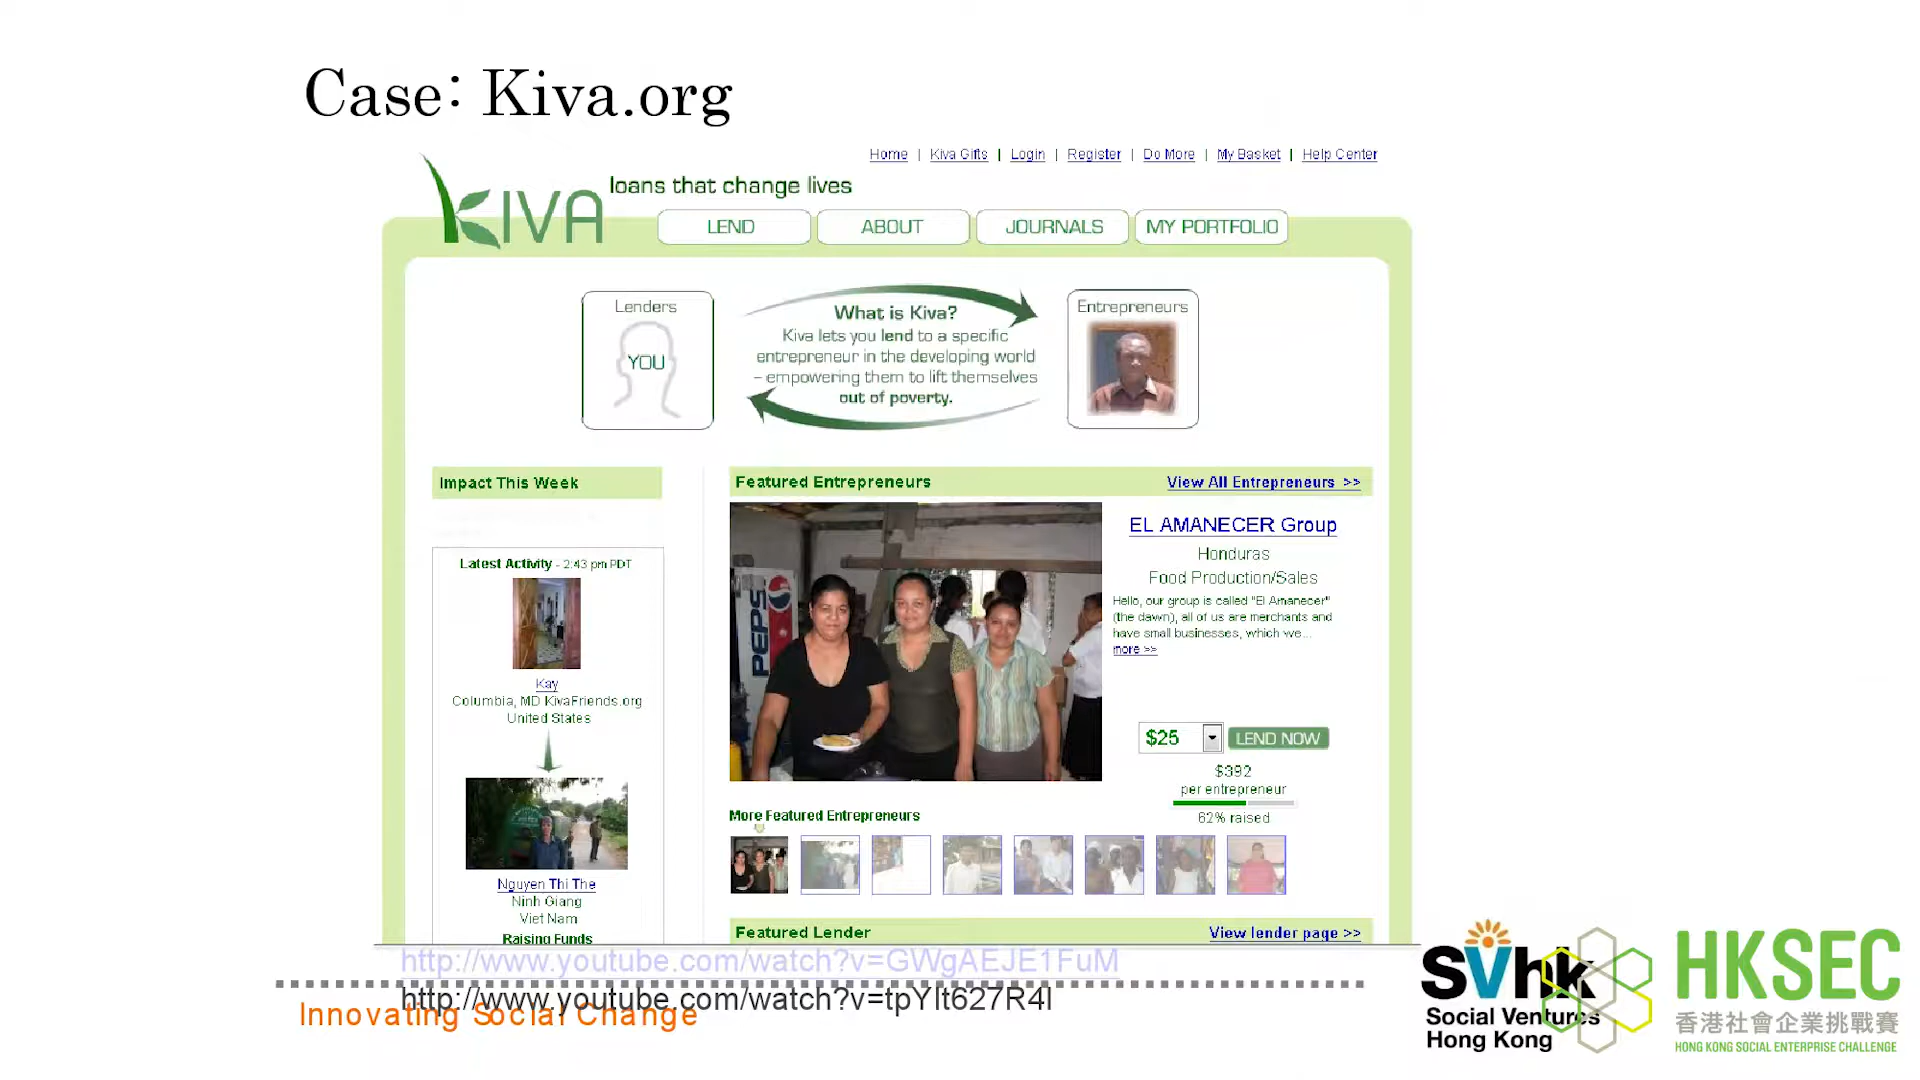 Case: Kiva.org
Home | Kiva Gifts | Login | Register | Do More | My Basket | Help Center
KIVA
loans that change lives
LEND
ABOUT
JOURNALS
MY PORTFOLIO
Lenders
YOU
What is Kiva?
Kiva lets you lend to a specific
entrepreneur in the developing world
– empowering them to lift themselves
out of poverty.
Entrepreneurs
Impact This Week
Latest Activity - 2:43 pm PDT
Kay
Columbia, MD KivaFriends.org
United States
Nguyen Thi The
Ninh Giang
Viet Nam
Raising Funds
Featured Entrepreneurs
View All Entrepreneurs >>
PEPS
EL AMANECER Group
Honduras
Food Production/Sales
Hello, our group is called "El Amanecer"
(the dawn), all of us are merchants and
have small businesses, which we...
more >>
$25
LEND NOW
$392
per entrepreneur
62% raised
More Featured Entrepreneurs
Featured Lender
View lender page >>
http://www.youtube.com/watch?v=GWgAEJE1FuM
http://www.youtube.com/watch?v=tpYIt627R4I
Innovating Social Change
SVhk
Social Ventures
Hong Kong
HKSEC
香港社會企業挑戰賽
HONG KONG SOCIAL ENTERPRISE CHALLENGE